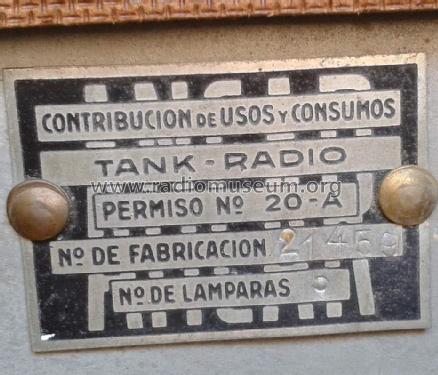 CONTRIBUCION DE USOS Y CONSUMOS
TANK - RADIO
www.radiomuseum.org
PERMISO Nº 20-A
Nº DE FABRICACION 21459
Nº. DE LAMPARAS